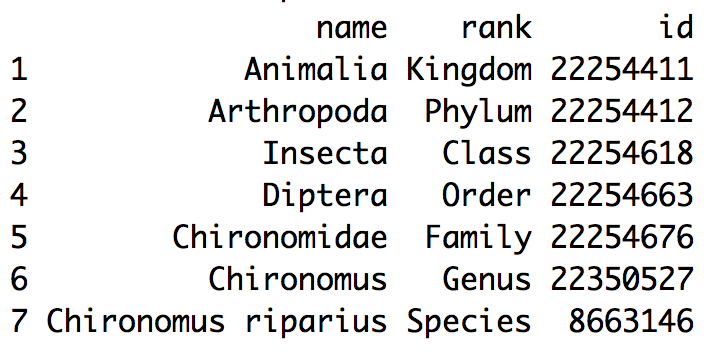 name rank id
1 Animalia Kingdom 22254411
2 Arthropoda Phylum 22254412
3 Insecta Class 22254618
4 Diptera Order 22254663
5 Chironomidae Family 22254676
6 Chironomus Genus 22350527
7 Chironomus riparius Species 8663146